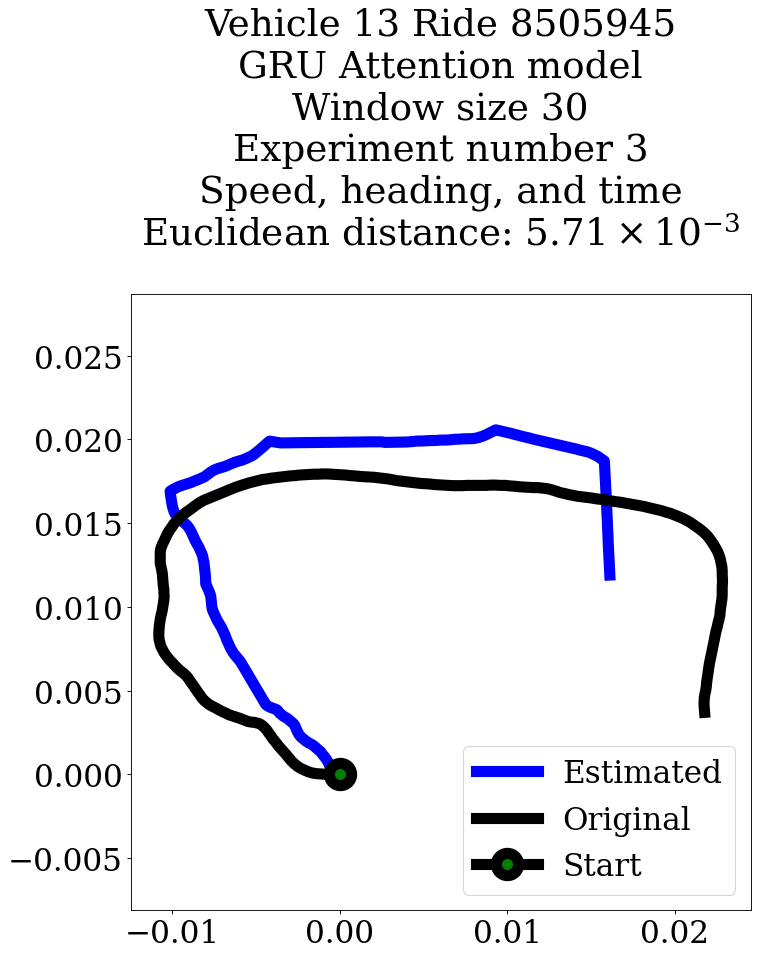 Vehicle 13 Ride 8505945
GRU Attention model
Window size 30
Experiment number 3
Speed, heading, and time
Euclidean distance: 5.71 × 10⁻³
0.025
0.020
0.015
0.010
0.005
0.000
−0.005
Estimated
Original
Start
−0.01 0.00 0.01 0.02